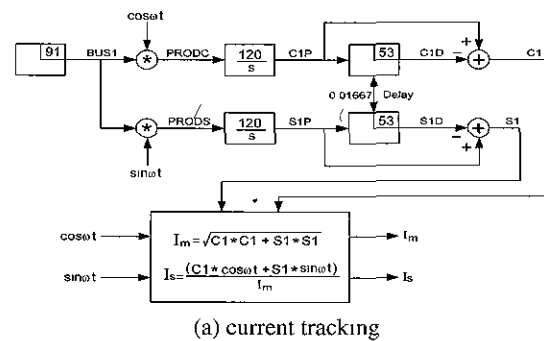 cosωt
91
BUS1
*
PRODC
120
s
C1P
53
C1D
−
+
+
C1
0 01667
Delay
*
PRODS
120
s
S1P
53
S1D
−
+
+
S1
sinωt
cosωt
Im=√C1*C1 + S1*S1
Im
sinωt
Is=(C1*cosωt+S1*sinωt)
Im
Is
(a) current tracking